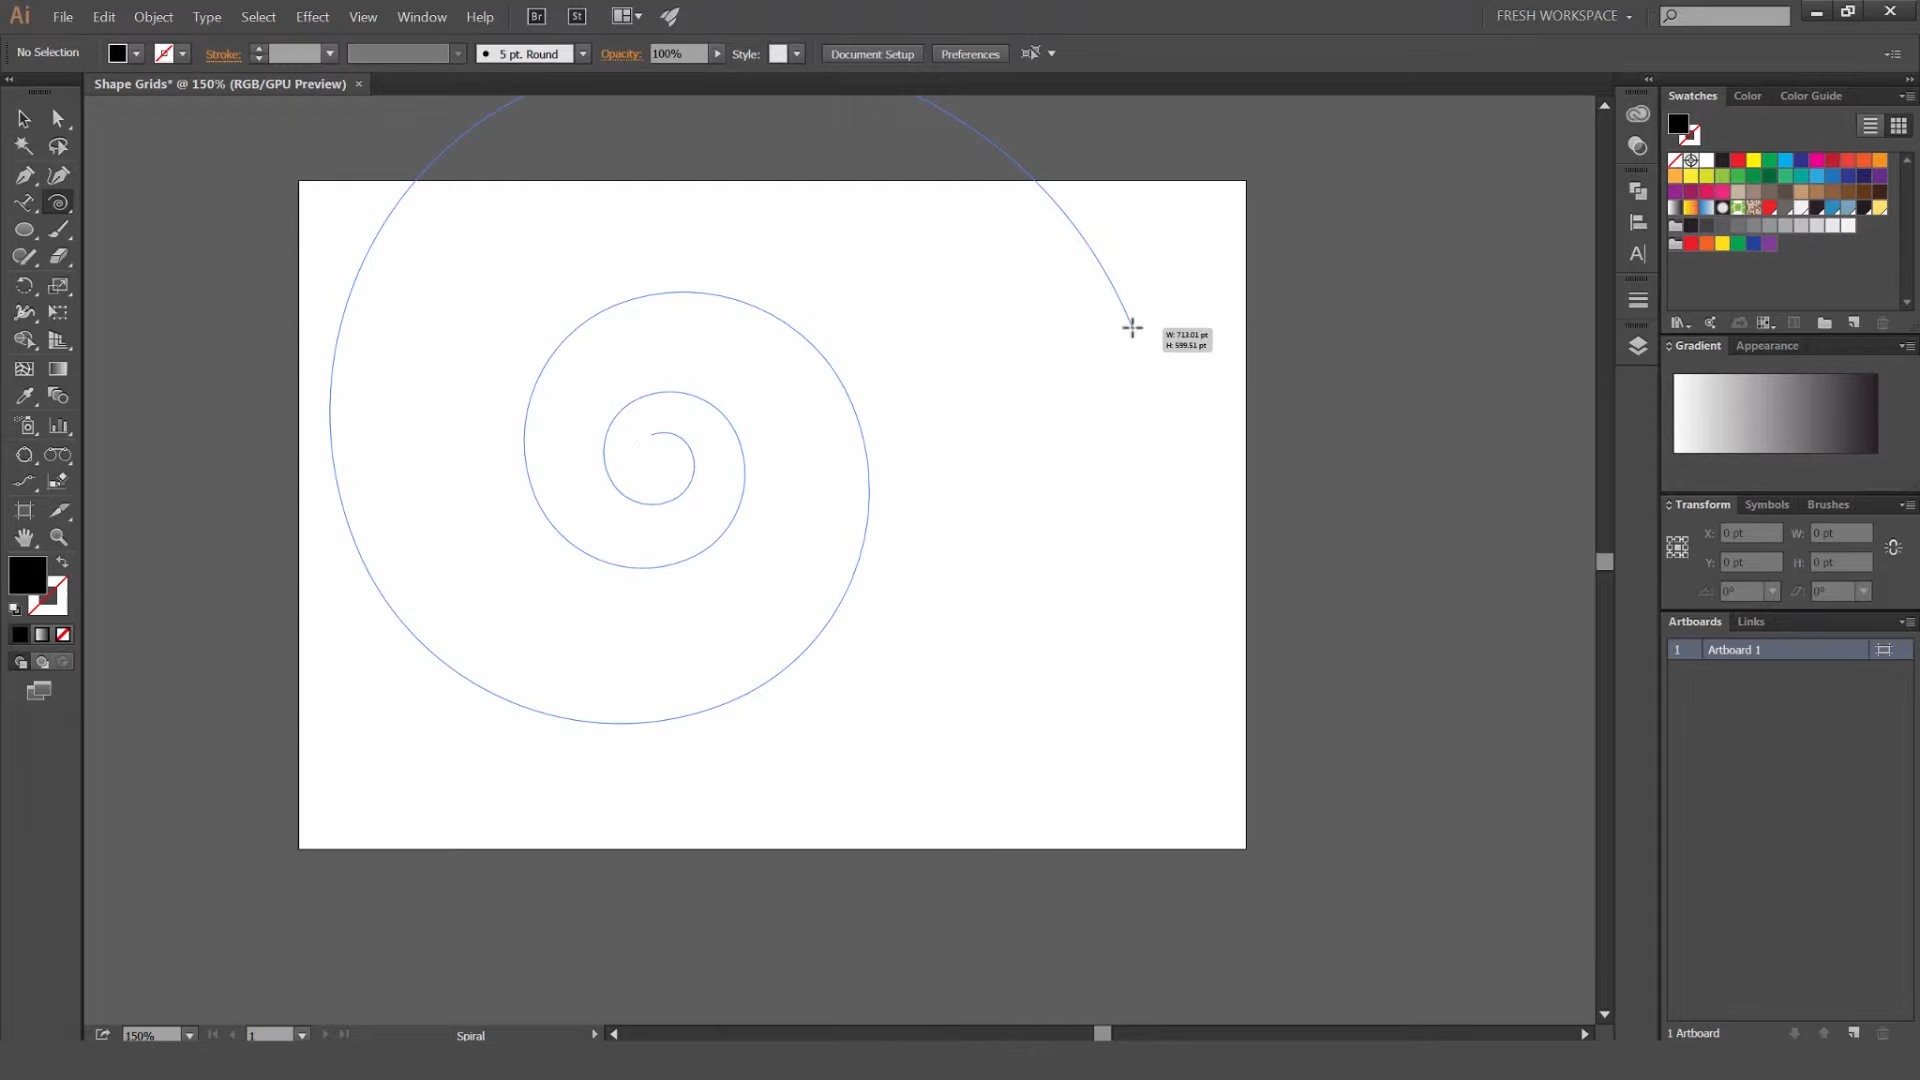 Ai File Edit Object Type Select Effect View Window Help Br St FRESH WORKSPACE
No Selection Stroke: 5 pt. Round Opacity: 100% Style: Document Setup Preferences
Shape Grids* @ 150% (RGB/GPU Preview) ×
Swatches Color Color Guide
W: 713.01 pt
H: 599.51 pt
Gradient Appearance
Transform Symbols Brushes
X: 0 pt W: 0 pt
Y: 0 pt H: 0 pt
0° 0°
Artboards Links
1 Artboard 1
150% 1 Spiral
1 Artboard